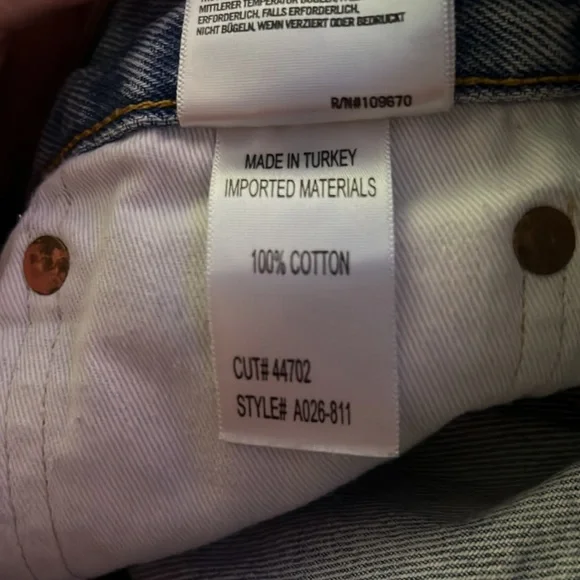 MITTLERER TEMPERATUR BÜGELN,
ERFORDERLICH, FALLS ERFORDERLICH.
NICHT BÜGELN, WENN VERZIERT ODER BEDRUCKT
R/N#109670
MADE IN TURKEY
IMPORTED MATERIALS
100% COTTON
CUT# 44702
STYLE# A026-811